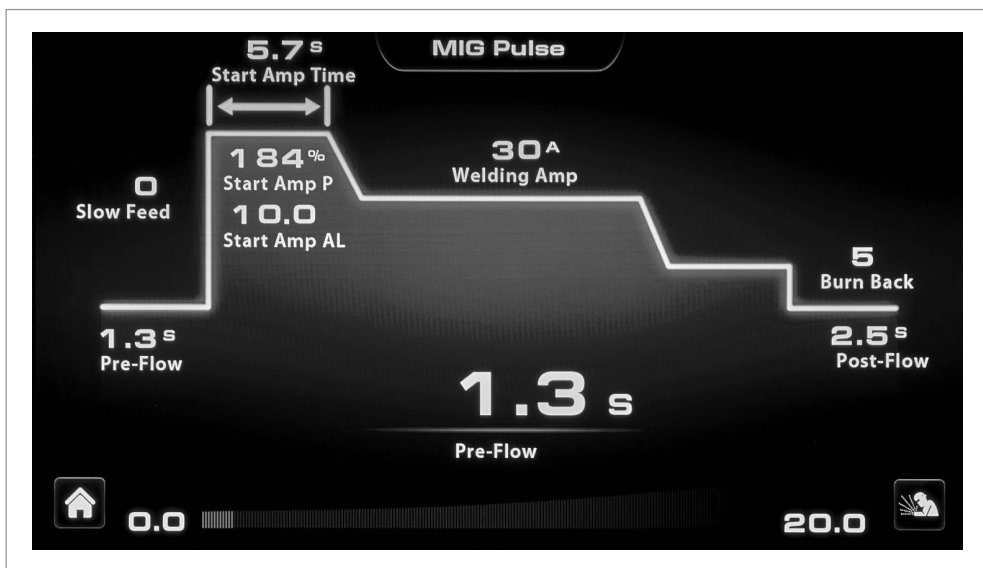 MIG Pulse
5.7 s
Start Amp Time
184 %
Start Amp P
10.0
Start Amp AL
30 A
Welding Amp
0
Slow Feed
5
Burn Back
1.3 s
Pre-Flow
2.5 s
Post-Flow
1.3 s
Pre-Flow
0.0
20.0